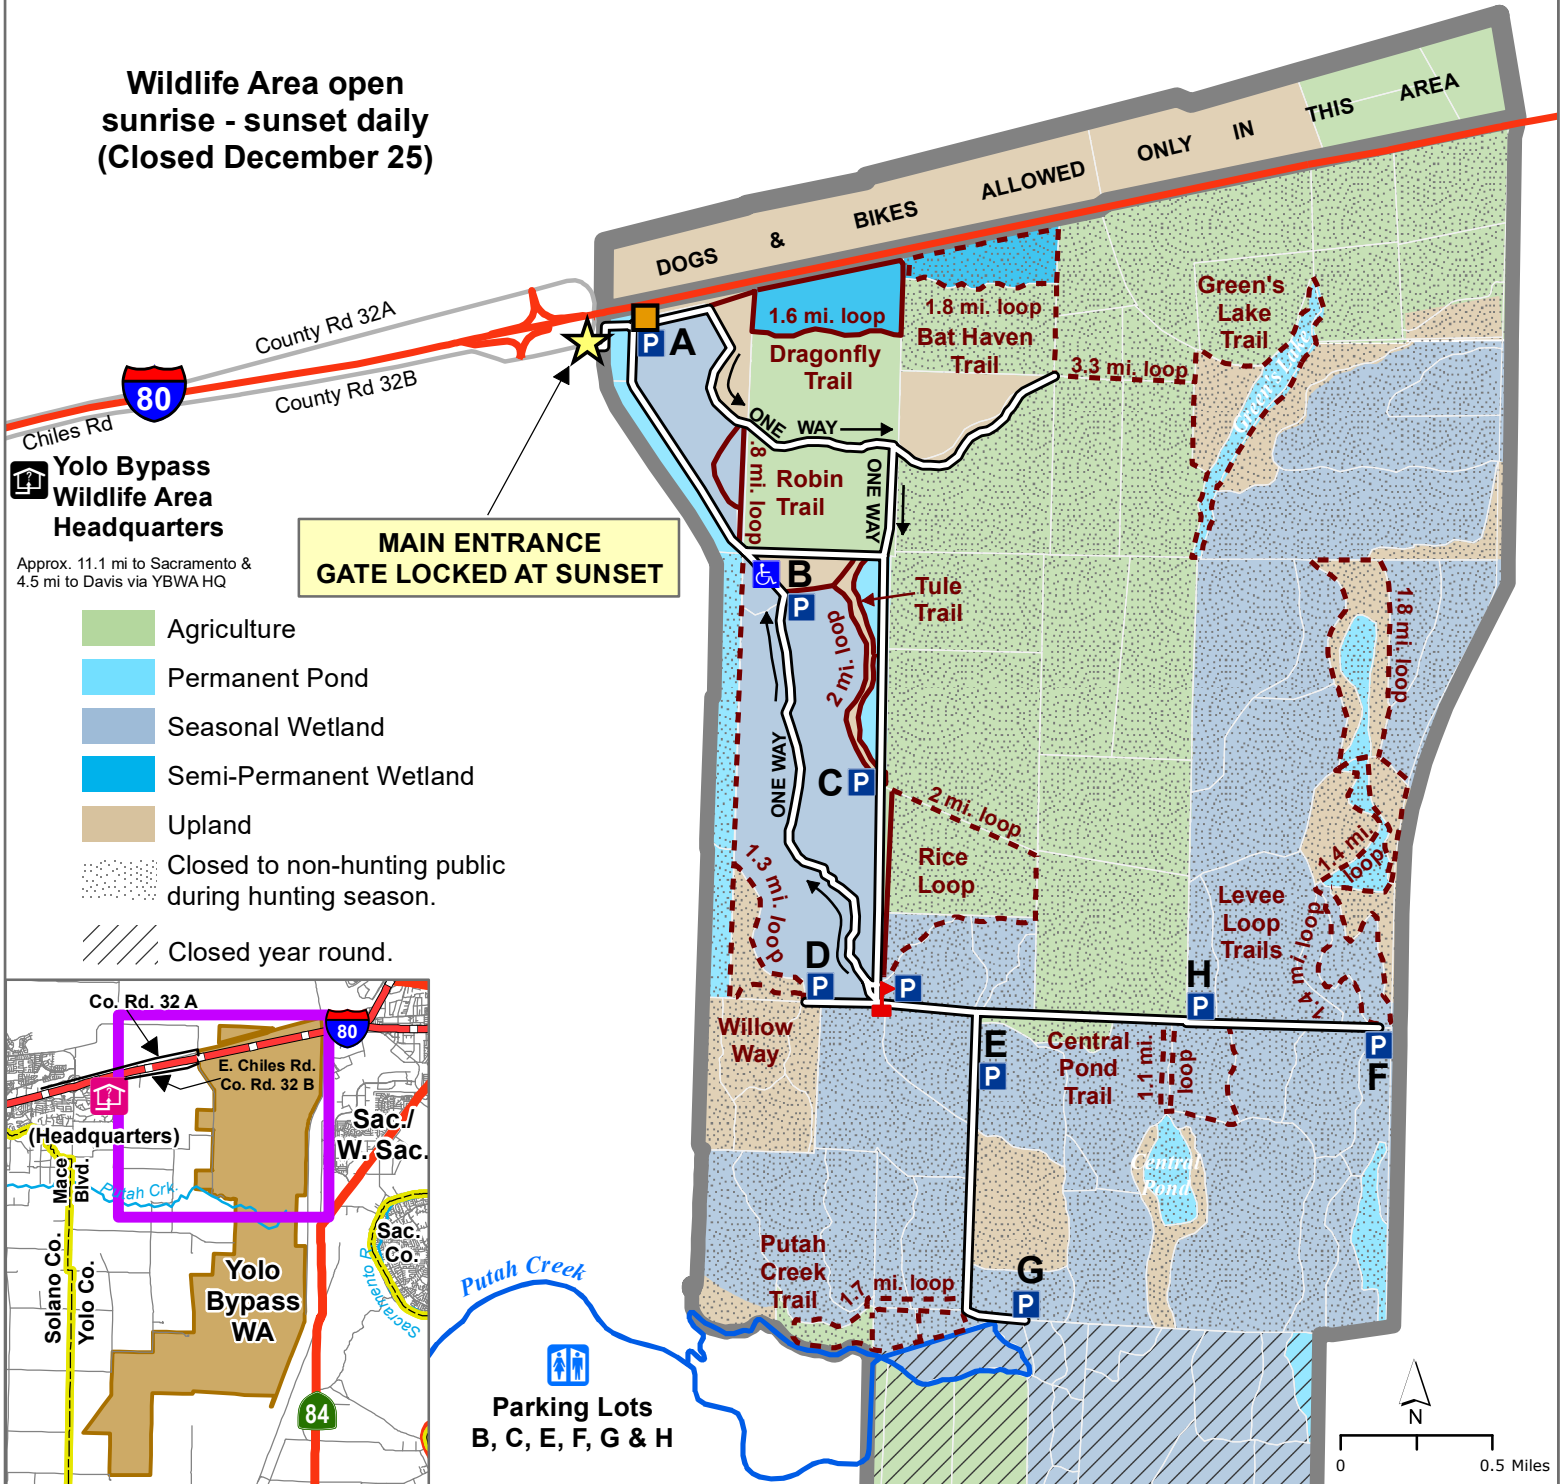 Wildlife Area open
sunrise - sunset daily
(Closed December 25)
DOGS & BIKES ALLOWED ONLY IN THIS AREA
County Rd 32A
County Rd 32B
Chiles Rd
80
Yolo Bypass
Wildlife Area
Headquarters
Approx. 11.1 mi to Sacramento &
4.5 mi to Davis via YBWA HQ
MAIN ENTRANCE
GATE LOCKED AT SUNSET
Agriculture
Permanent Pond
Seasonal Wetland
Semi-Permanent Wetland
Upland
Closed to non-hunting public
during hunting season.
Closed year round.
P A
1.6 mi. loop
Dragonfly
Trail
1.8 mi. loop
Bat Haven
Trail
3.3 mi. loop
Green's
Lake
Trail
Green's Lake
ONE WAY
.8 mi. loop
Robin
Trail
ONE WAY
B
P
Tule
Trail
2 mi. loop
ONE WAY
C P
2 mi. loop
Rice
Loop
1.3 mi. loop
D
P
P
Willow
Way
1.8 mi. loop
1.4 mi.
loop
Levee
Loop
Trails
1.4 mi. loop
H
P
P
F
E
P
Central
Pond
Trail
1.1 mi.
loop
Central
Pond
G
P
Putah
Creek
Trail
1.7 mi. loop
Putah Creek
Parking Lots
B, C, E, F, G & H
N
0 0.5 Miles
Co. Rd. 32 A
80
E. Chiles Rd.
Co. Rd. 32 B
(Headquarters)
Sac./
W. Sac.
Mace
Blvd.
Putah Crk.
Solano Co.
Yolo Co.
Sac.
Co.
Sacramento R.
Yolo
Bypass
WA
84